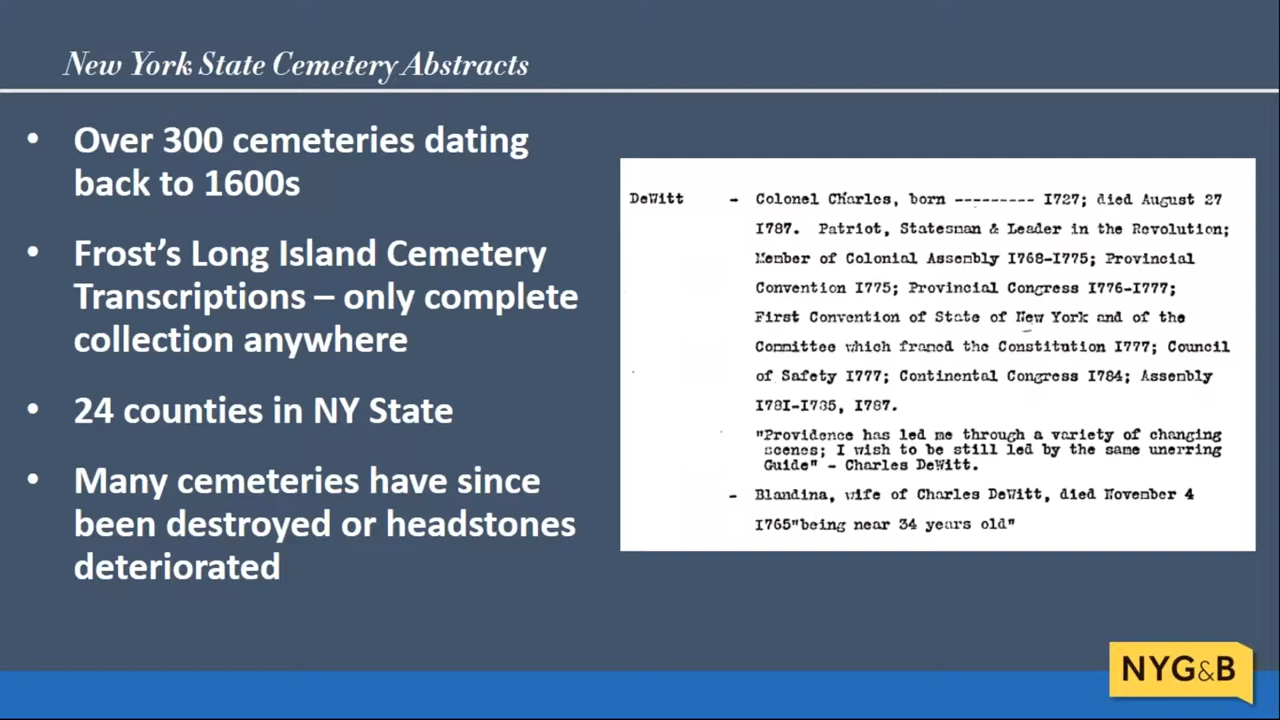 New York State Cemetery Abstracts
• Over 300 cemeteries dating
back to 1600s
• Frost’s Long Island Cemetery
Transcriptions – only complete
collection anywhere
• 24 counties in NY State
• Many cemeteries have since
been destroyed or headstones
deteriorated
DeWitt - Colonel Charles, born --------- I727; died August 27
I787. Patriot, Statesman & Leader in the Revolution;
Member of Colonial Assembly I768-I775; Provincial
Convention I775; Provincial Congress I776-I777;
First Convention of State of New York and of the
Committee which framed the Constitution I777; Council
of Safety I777; Continental Congress I784; Assembly
I78I-I785, I787.
"Providence has led me through a variety of changing
scenes; I wish to be still led by the same unerring
Guide" - Charles DeWitt.
- Blandina, wife of Charles DeWitt, died November 4
I765"being near 34 years old"
NYG&B